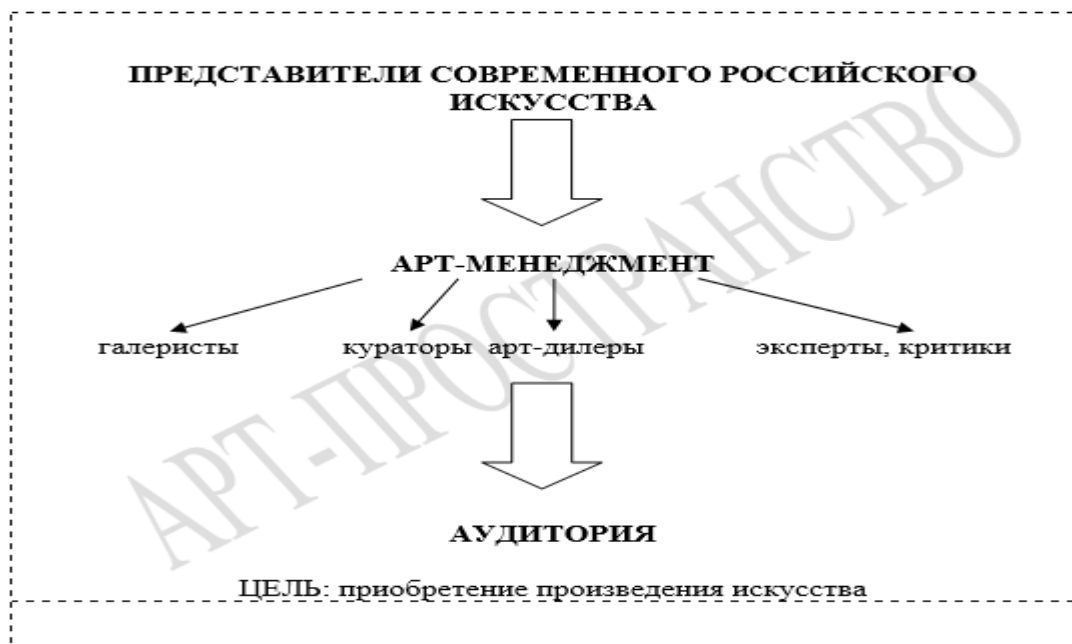 ПРЕДСТАВИТЕЛИ СОВРЕМЕННОГО РОССИЙСКОГО
ИСКУССТВА
АРТ-МЕНЕДЖМЕНТ
галеристы кураторы арт-дилеры эксперты, критики
АУДИТОРИЯ
ЦЕЛЬ: приобретение произведения искусства
АРТ-ПРОСТРАНСТВО